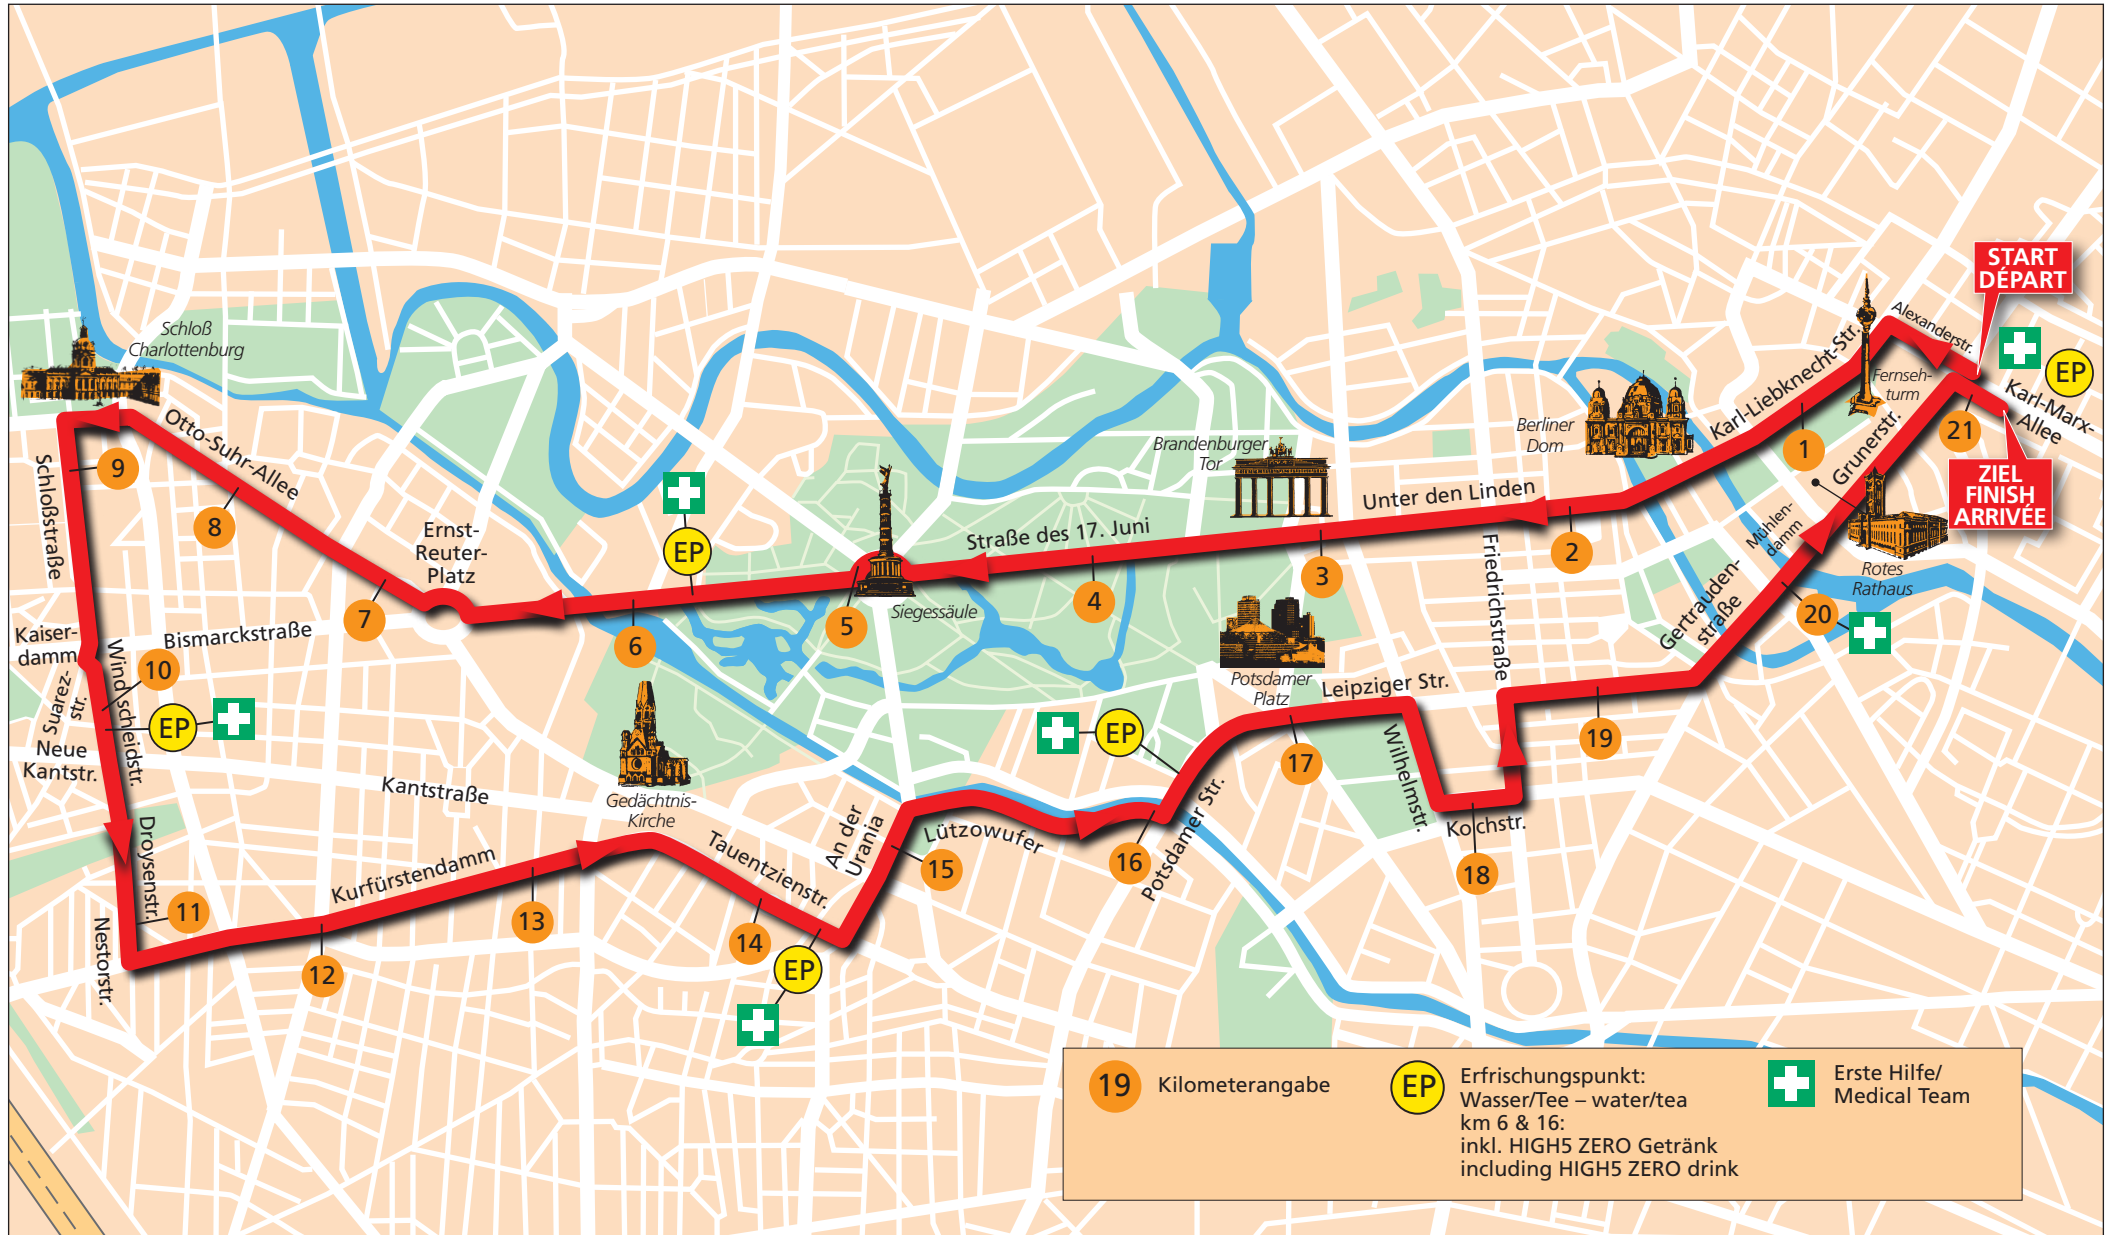 START
DÉPART
Alexanderstr.
Karl-Liebknecht-Str.
Fernseh-
turm
EP
Karl-Marx-
Allee
21
ZIEL
FINISH
ARRIVÉE
Grunerstr.
1
Berliner
Dom
Brandenburger
Tor
Unter den Linden
2
3
Straße des 17. Juni
4
Siegessäule
5
EP
6
Ernst-
Reuter-
Platz
7
Otto-Suhr-Allee
8
Schloß
Charlottenburg
9
Schloßstraße
Kaiser-
damm
Bismarckstraße
Windscheidstr.
10
Suarez-
str.
EP
Neue
Kantstr.
Kantstraße
Droysenstr.
11
Nestorstr.
12
Kurfürstendamm
13
Gedächtnis-
Kirche
Tauentzienstr.
14
EP
An der
Urania
15
Lützowufer
16
EP
Potsdamer Str.
Potsdamer
Platz
17
Leipziger Str.
Wilhelmstr.
Kochstr.
18
Friedrichstraße
19
Gertrauden-
straße
Mühlen-
damm
20
Rotes
Rathaus
19
Kilometerangabe
EP
Erfrischungspunkt:
Wasser/Tee – water/tea
km 6 & 16:
inkl. HIGH5 ZERO Getränk
including HIGH5 ZERO drink
Erste Hilfe/
Medical Team